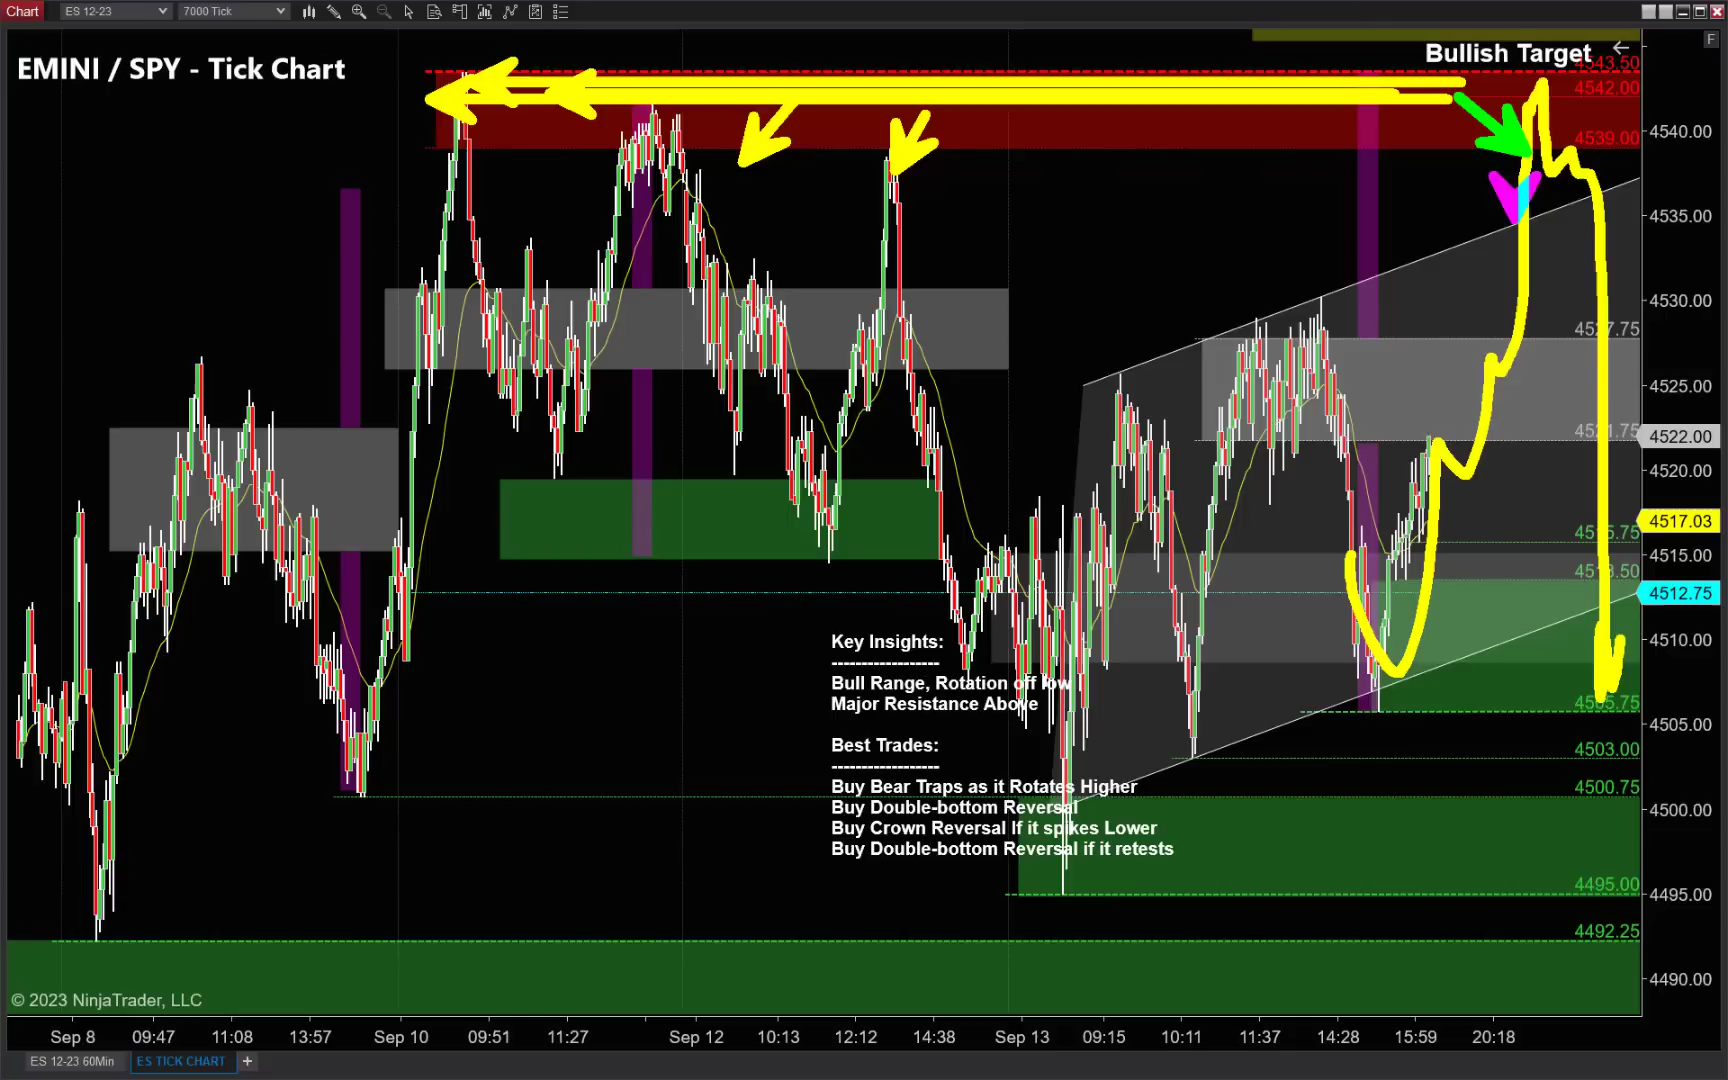 Chart
ES 12-23
7000 Tick
F
EMINI / SPY - Tick Chart
Bullish Target
4543.50
4542.00
4539.00
4540.00
4535.00
4530.00
4527.75
4525.00
4522.00
4520.00
4517.03
4515.00
4512.75
4510.00
4505.00
4503.00
4500.75
4500.00
4495.00
4495.00
4492.25
4490.00
Key Insights:
------------------
Bull Range, Rotation off low
Major Resistance Above
Best Trades:
------------------
Buy Bear Traps as it Rotates Higher
Buy Double-bottom Reversal
Buy Crown Reversal If it spikes Lower
Buy Double-bottom Reversal if it retests
© 2023 NinjaTrader, LLC
Sep 8 09:47 11:08 13:57 Sep 10 09:51 11:27 Sep 12 10:13 12:12 14:38 Sep 13 09:15 10:11 11:37 14:28 15:59 20:18
ES 12-23 60Min ES TICK CHART +